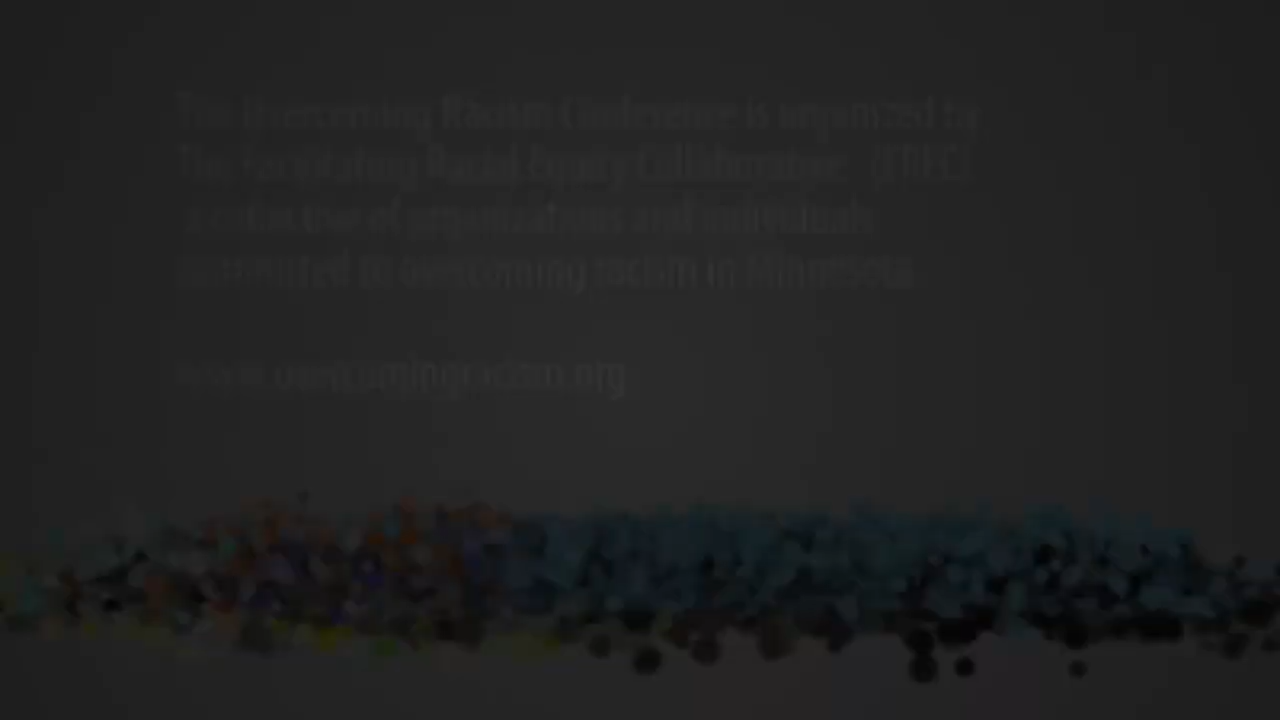 The Overcoming Racism Conference is organized by
The Facilitating Racial Equity Collaborative (FREC)
a collective of organizations and individuals
committed to overcoming racism in Minnesota
www.overcomingracism.org